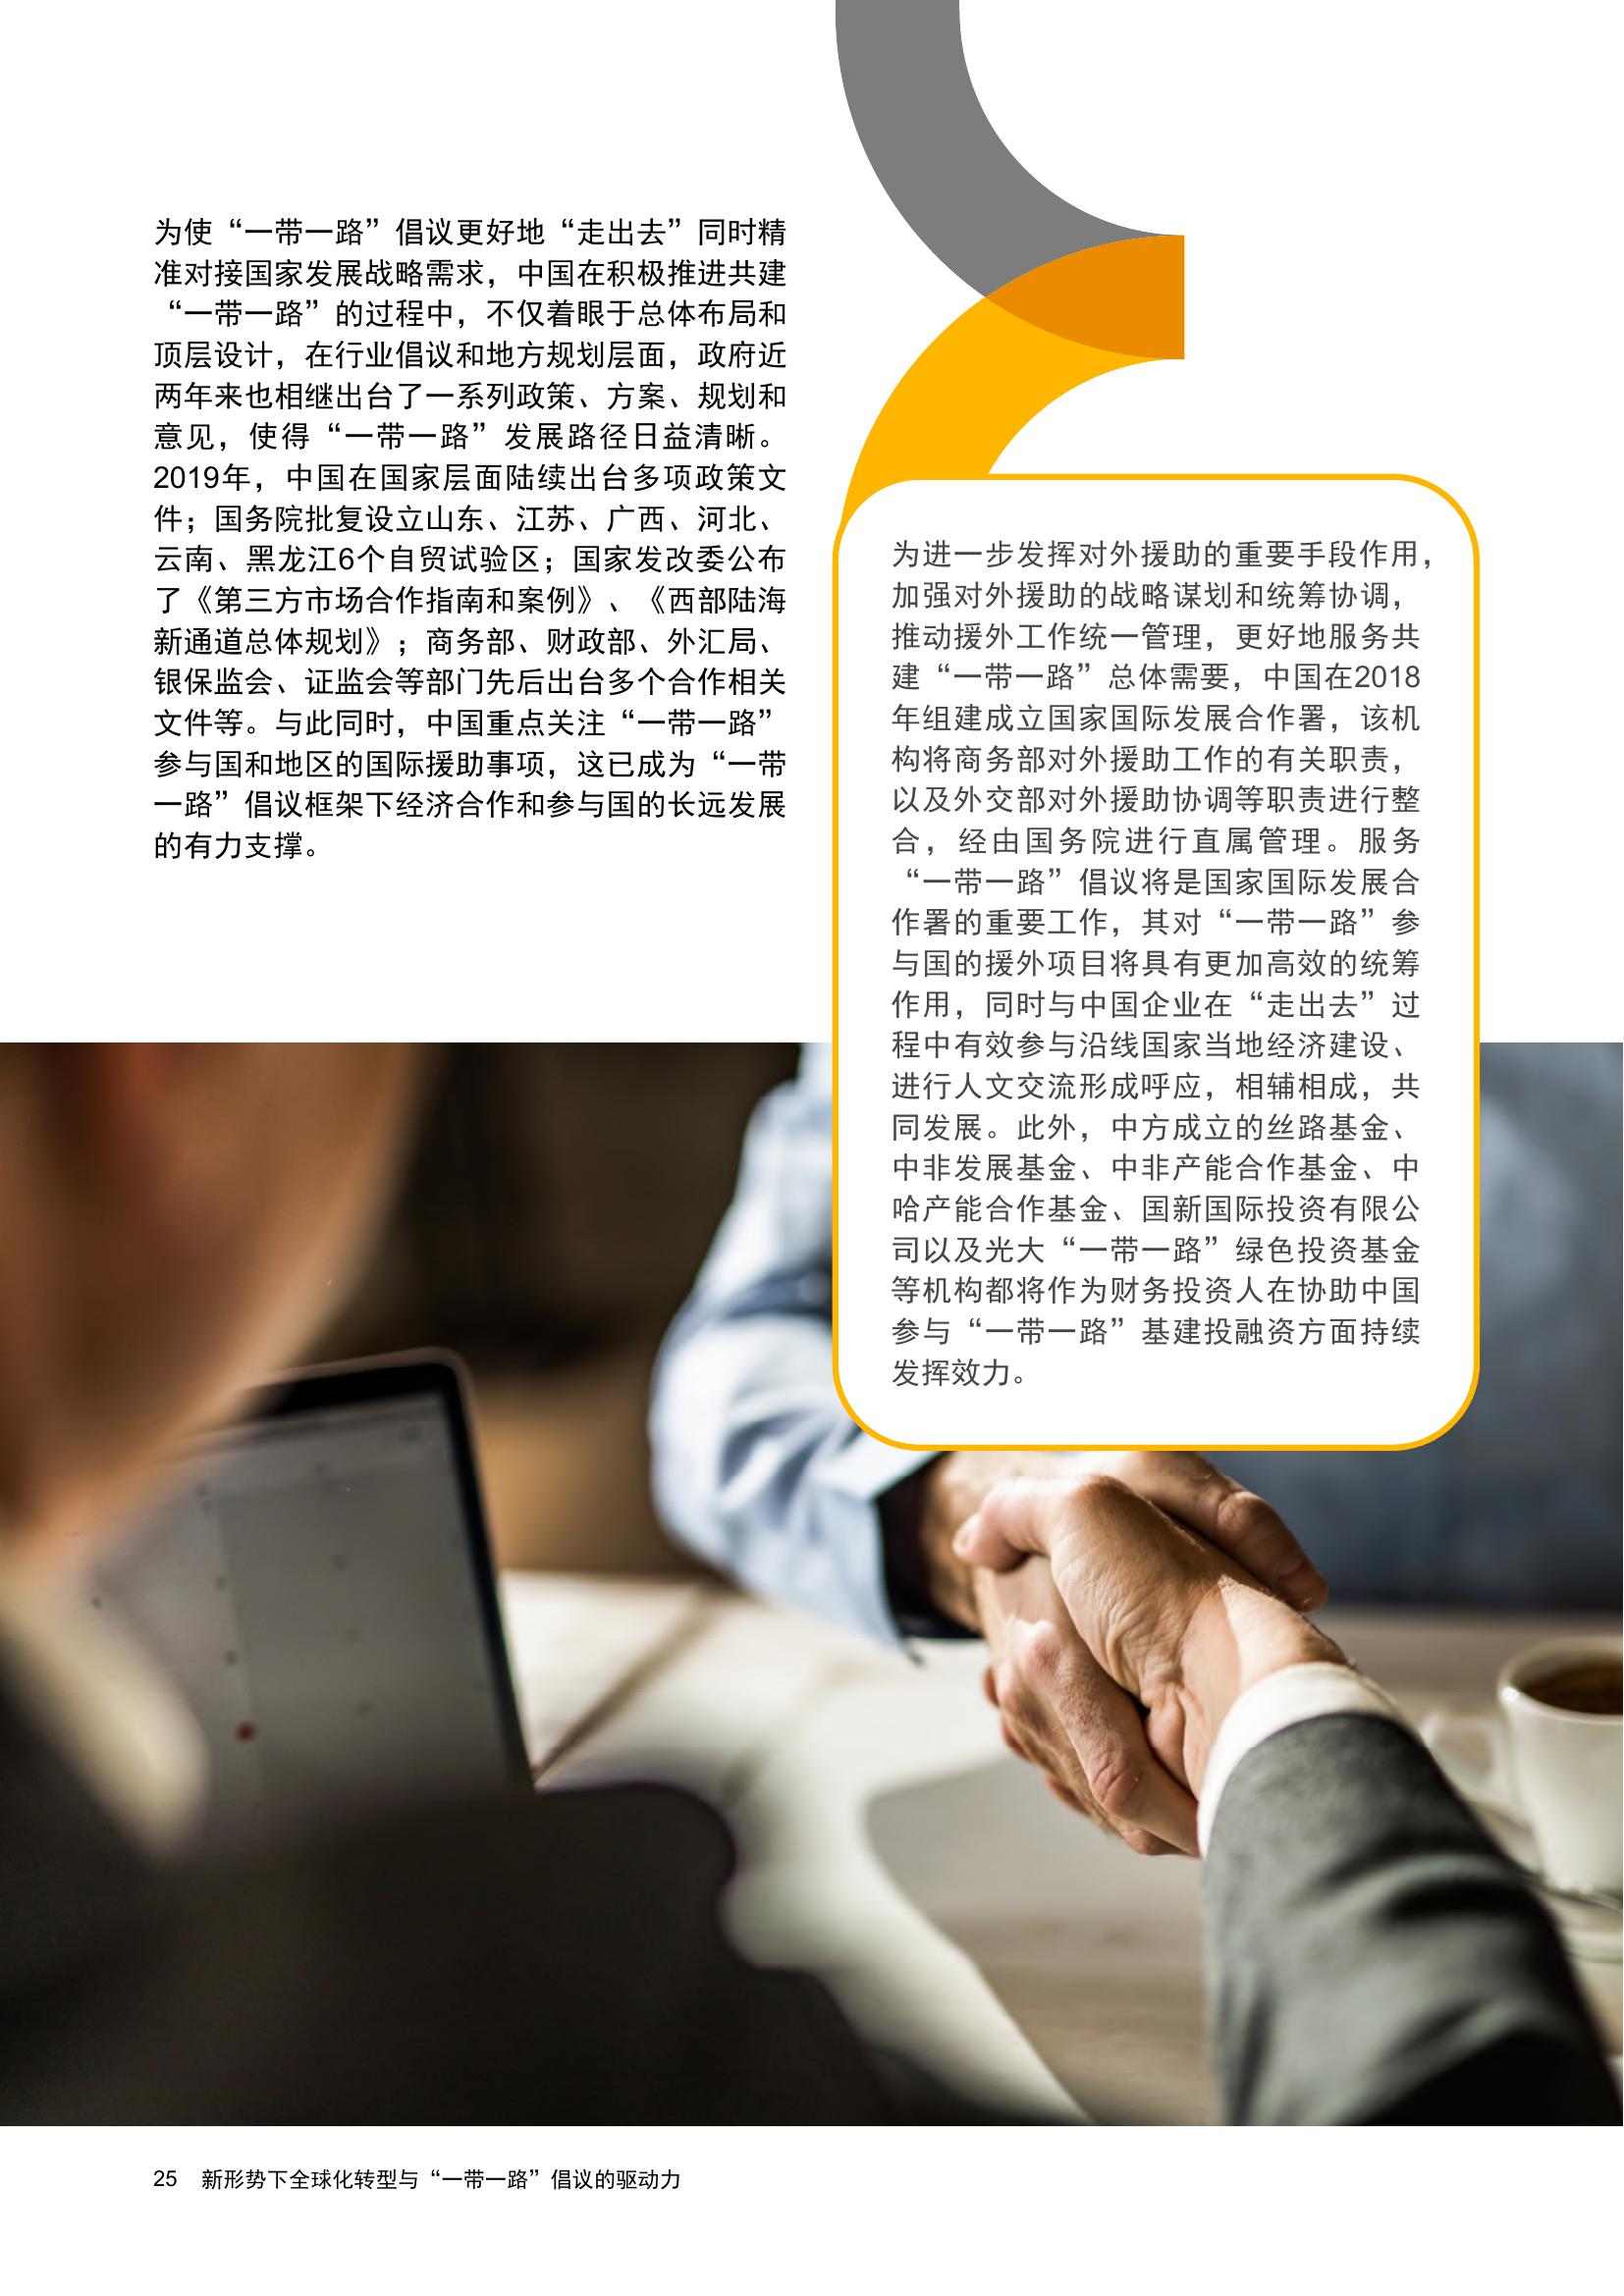 为使“一带一路”倡议更好地“走出去”同时精
准对接国家发展战略需求，中国在积极推进共建
“一带一路”的过程中，不仅着眼于总体布局和
顶层设计，在行业倡议和地方规划层面，政府近
两年来也相继出台了一系列政策、方案、规划和
意见，使得“一带一路”发展路径日益清晰。
2019年，中国在国家层面陆续出台多项政策文
件；国务院批复设立山东、江苏、广西、河北、
云南、黑龙江6个自贸试验区；国家发改委公布
了《第三方市场合作指南和案例》、《西部陆海
新通道总体规划》；商务部、财政部、外汇局、
银保监会、证监会等部门先后出台多个合作相关
文件等。与此同时，中国重点关注“一带一路”
参与国和地区的国际援助事项，这已成为“一带
一路”倡议框架下经济合作和参与国的长远发展
的有力支撑。
为进一步发挥对外援助的重要手段作用，
加强对外援助的战略谋划和统筹协调，
推动援外工作统一管理，更好地服务共
建“一带一路”总体需要，中国在2018
年组建成立国家国际发展合作署，该机
构将商务部对外援助工作的有关职责，
以及外交部对外援助协调等职责进行整
合，经由国务院进行直属管理。服务
“一带一路”倡议将是国家国际发展合
作署的重要工作，其对“一带一路”参
与国的援外项目将具有更加高效的统筹
作用，同时与中国企业在“走出去”过
程中有效参与沿线国家当地经济建设、
进行人文交流形成呼应，相辅相成，共
同发展。此外，中方成立的丝路基金、
中非发展基金、中非产能合作基金、中
哈产能合作基金、国新国际投资有限公
司以及光大“一带一路”绿色投资基金
等机构都将作为财务投资人在协助中国
参与“一带一路”基建投融资方面持续
发挥效力。
25 新形势下全球化转型与“一带一路”倡议的驱动力